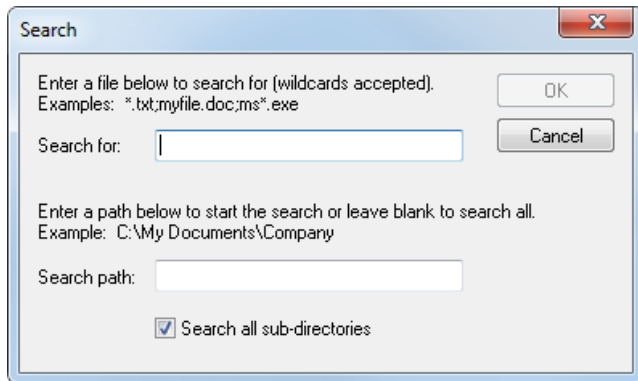 Search
Enter a file below to search for (wildcards accepted).
Examples: *.txt;myfile.doc;ms*.exe
OK
Search for:
Cancel
Enter a path below to start the search or leave blank to search all.
Example: C:\My Documents\Company
Search path:
Search all sub-directories